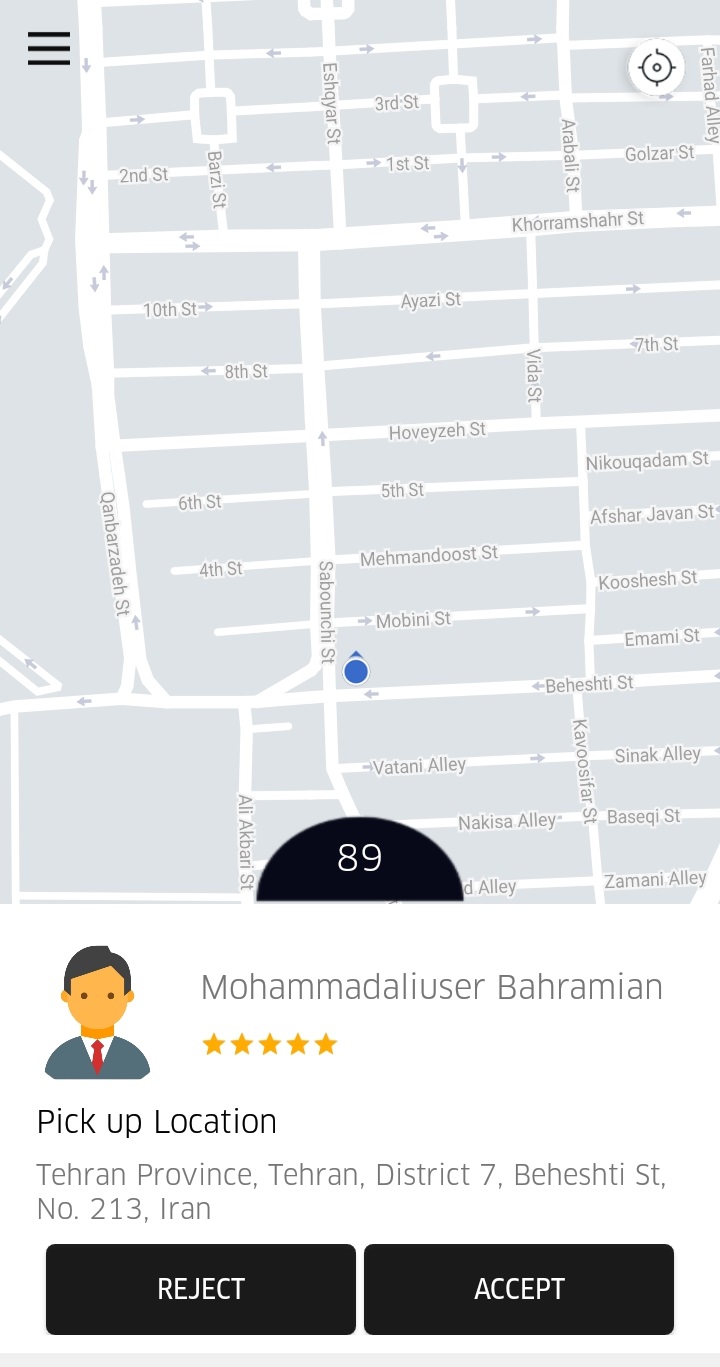 Eshqyar St
Farhad Alley
3rd St
Arabali St
Barzi St
1st St
Golzar St
2nd St
Khorramshahr St
10th St
Ayazi St
7th St
8th St
Vida St
Hoveyzeh St
Nikouqadam St
6th St
5th St
Afshar Javan St
Qanbarzadeh St
4th St
Mehmandoost St
Kooshesh St
Sabounchi St
Mobini St
Emami St
Beheshti St
Kavoosifar St
Sinak Alley
Vatani Alley
Ali Akbari St
Nakisa Alley
Baseqi St
89
d Alley
Zamani Alley
Mohammadaliuser Bahramian
Pick up Location
Tehran Province, Tehran, District 7, Beheshti St,
No. 213, Iran
REJECT
ACCEPT